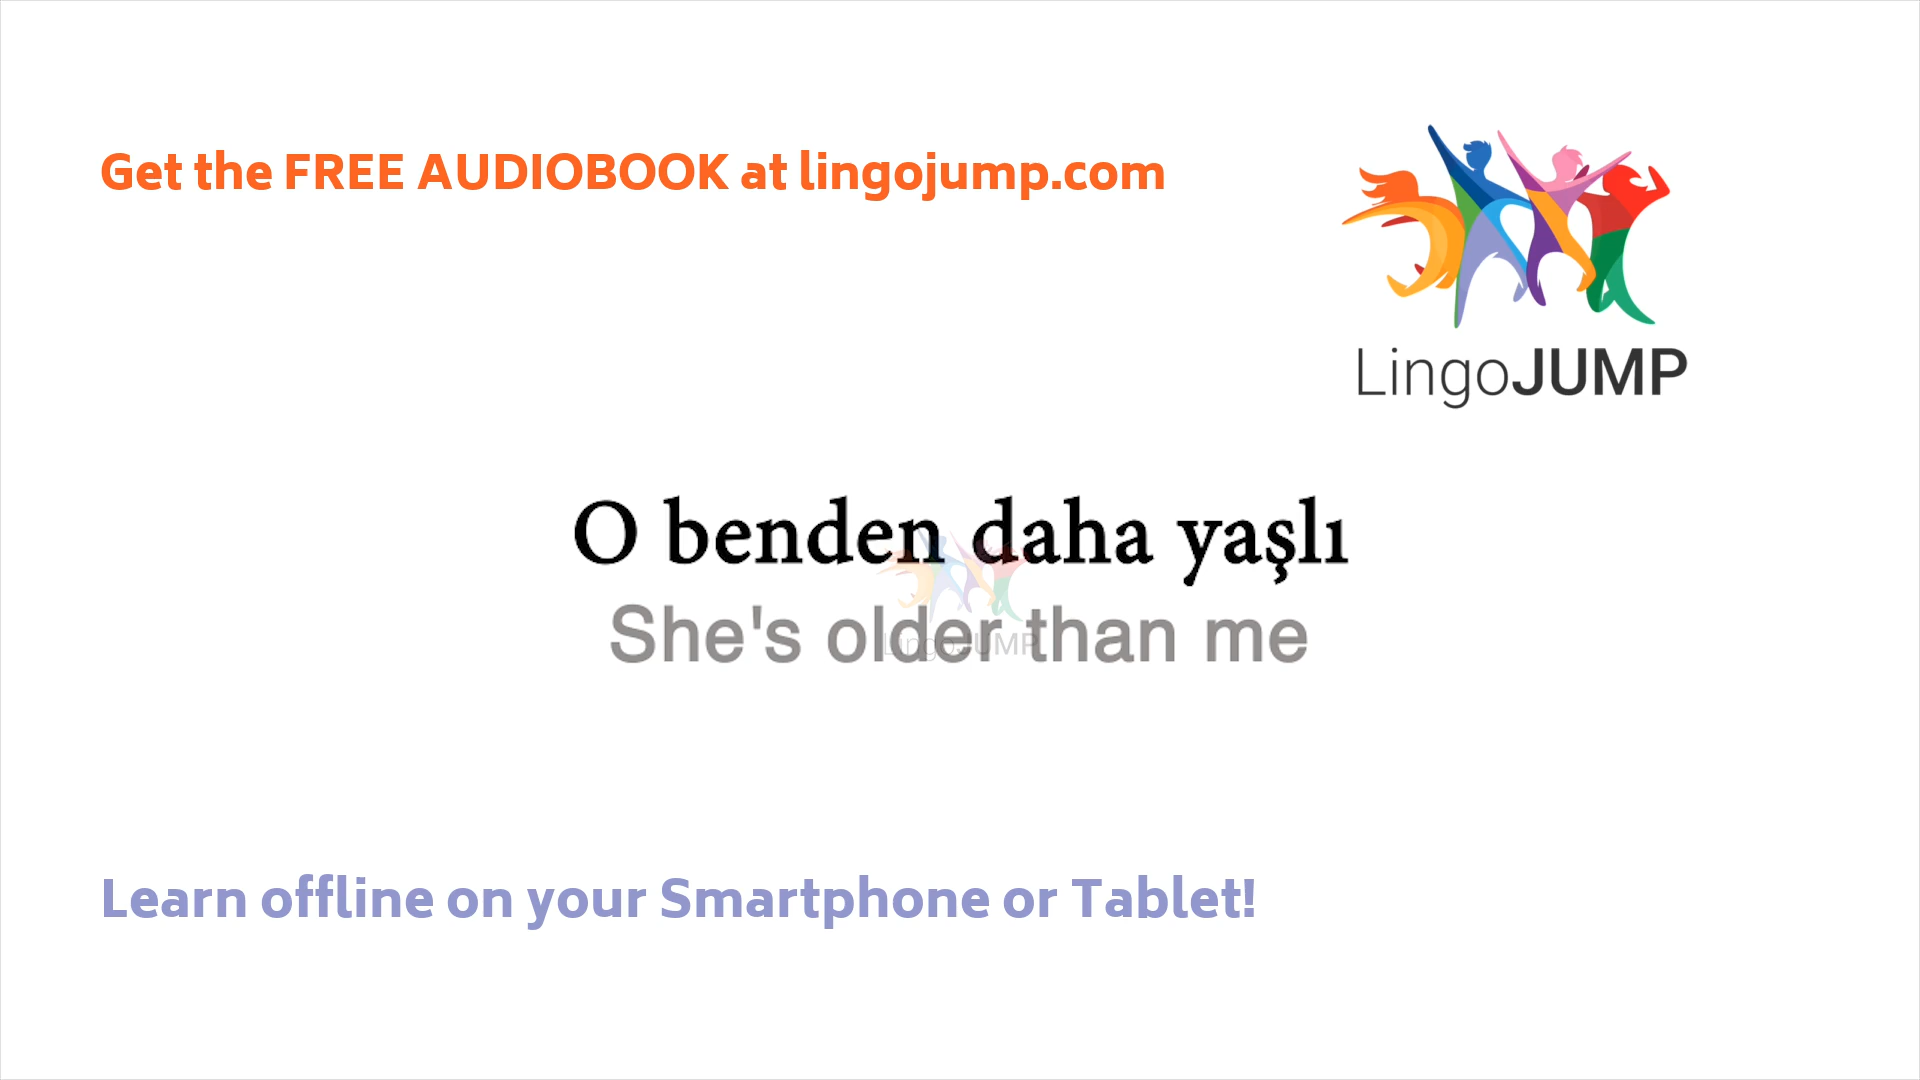 Get the FREE AUDIOBOOK at lingojump.com
LingoJUMP
O benden daha yaşlı
She's older than me
LingoJUMP
Learn offline on your Smartphone or Tablet!